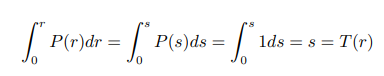 ∫₀ʳ P(r)dr = ∫₀ˢ P(s)ds = ∫₀ˢ 1ds = s = T(r)